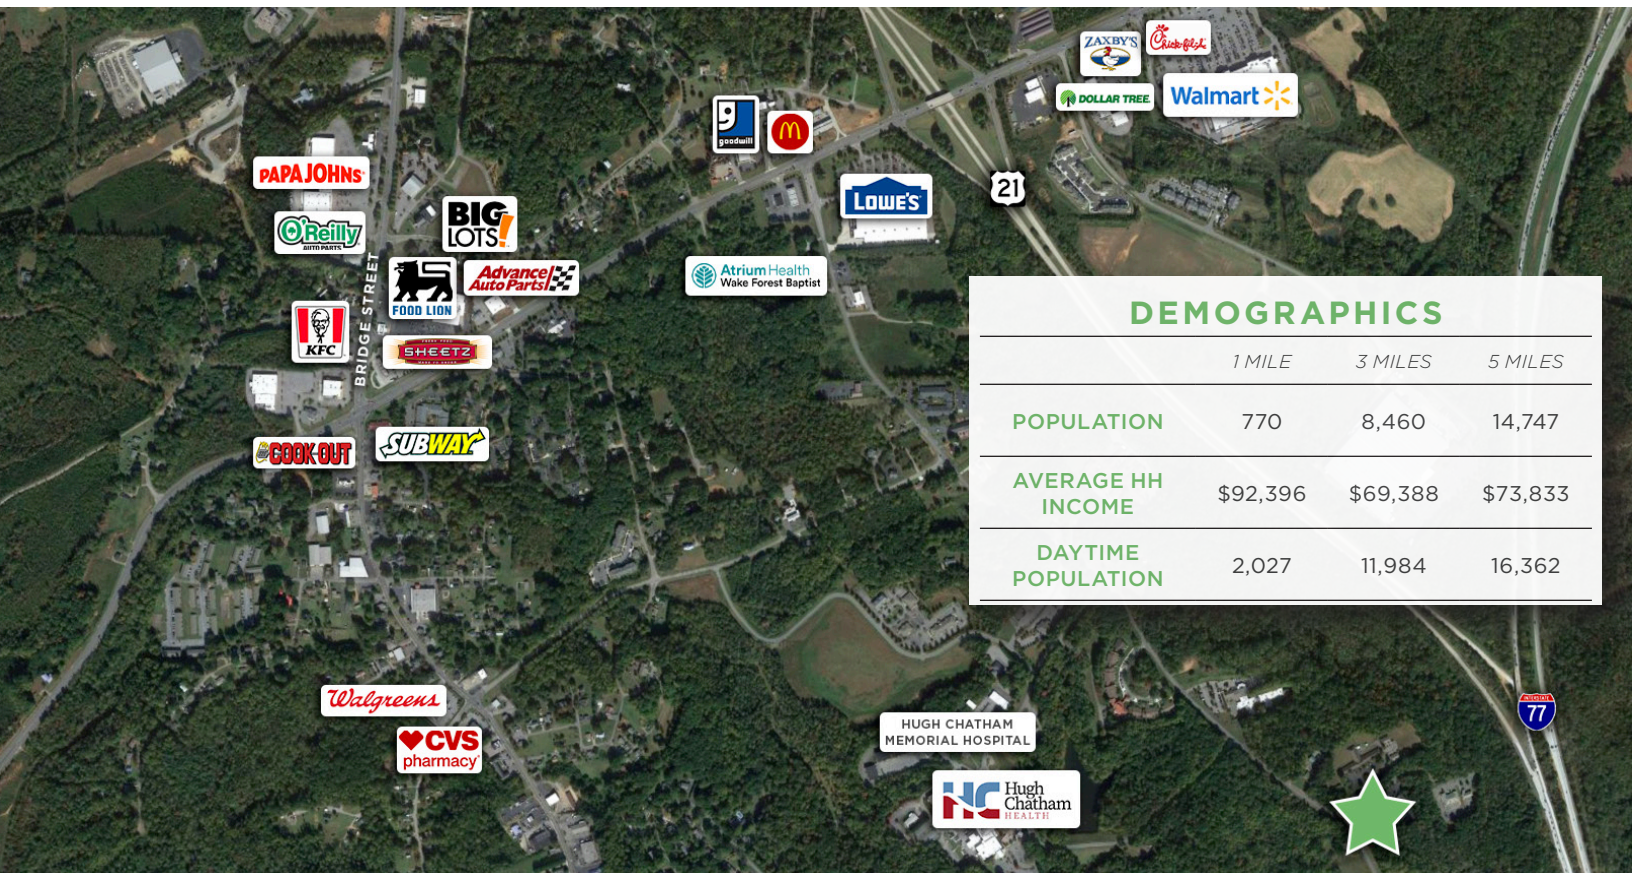 ZAXBY'S
Chick-fil-A
DOLLAR TREE
Walmart
goodwill
PAPA JOHNS
O'Reilly
AUTO PARTS
BIG
LOTS!
LOWE'S
21
BRIDGE STREET
FOOD LION
Advance
Auto Parts
Atrium Health
Wake Forest Baptist
KFC
SHEETZ
COOK OUT
SUBWAY
DEMOGRAPHICS
1 MILE 3 MILES 5 MILES
POPULATION 770 8,460 14,747
AVERAGE HH
INCOME $92,396 $69,388 $73,833
DAYTIME
POPULATION 2,027 11,984 16,362
Walgreens
CVS
pharmacy
HUGH CHATHAM
MEMORIAL HOSPITAL
INTERSTATE
77
HC Hugh
Chatham
HEALTH